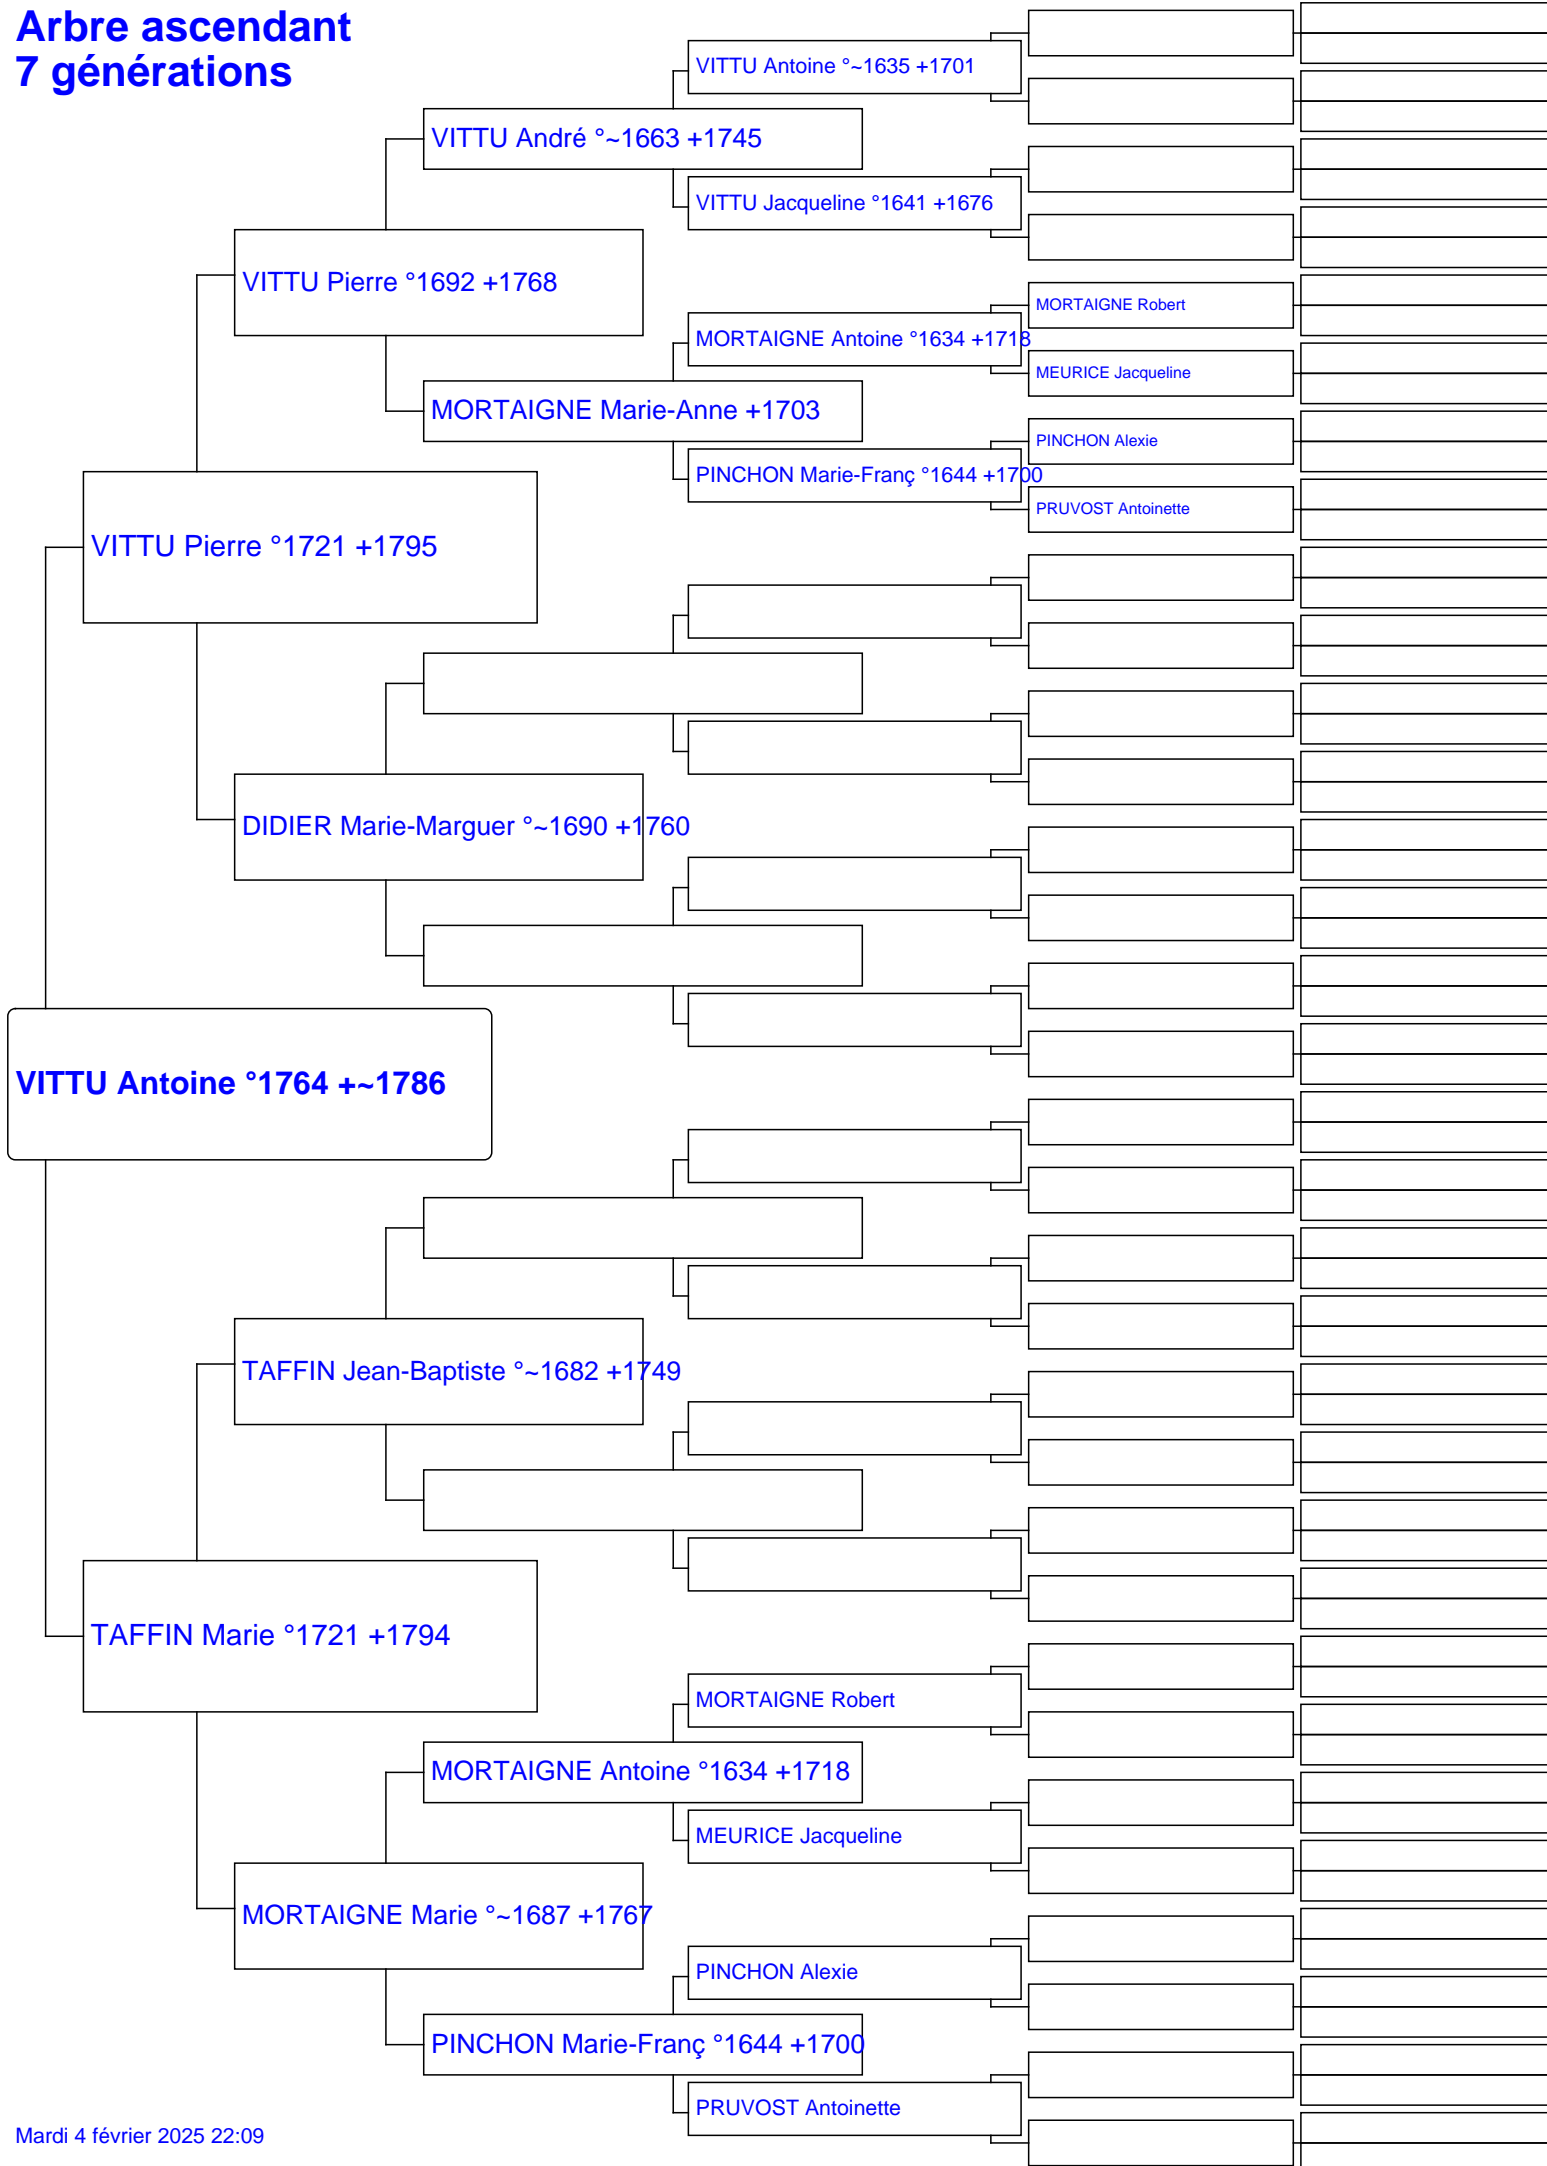 Arbre ascendant
7 générations
VITTU Antoine °~1635 +1701
VITTU André °~1663 +1745
VITTU Jacqueline °1641 +1676
VITTU Pierre °1692 +1768
MORTAIGNE Robert
MORTAIGNE Antoine °1634 +1718
MEURICE Jacqueline
MORTAIGNE Marie-Anne +1703
PINCHON Alexie
PINCHON Marie-Franç °1644 +1700
PRUVOST Antoinette
VITTU Pierre °1721 +1795
DIDIER Marie-Marguer °~1690 +1760
VITTU Antoine °1764 +~1786
TAFFIN Jean-Baptiste °~1682 +1749
TAFFIN Marie °1721 +1794
MORTAIGNE Robert
MORTAIGNE Antoine °1634 +1718
MEURICE Jacqueline
MORTAIGNE Marie °~1687 +1767
PINCHON Alexie
PINCHON Marie-Franç °1644 +1700
PRUVOST Antoinette
Mardi 4 février 2025 22:09